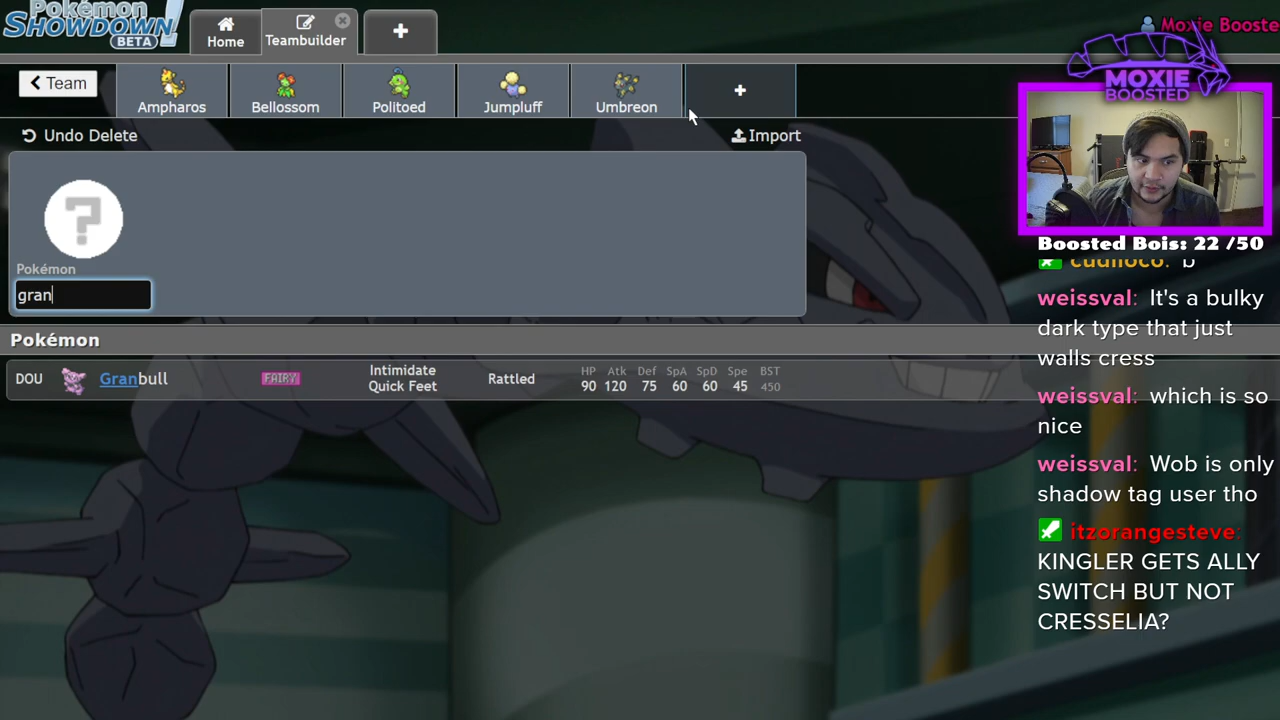 Pokémon
SHOWDOWN!
BETA
Home
Teambuilder
+
Moxie Booste
MOXIE
BOOSTED
Team
Ampharos
Bellossom
Politoed
Jumpluff
Umbreon
+
Undo Delete
Import
?
Pokémon
gran
Pokémon
DOU Granbull FAIRY Intimidate Quick Feet Rattled HP 90 Atk 120 Def 75 SpA 60 SpD 60 Spe 45 BST 450
Boosted Bois: 22 /50
cudiloco: b
weissval: It's a bulky
dark type that just
walls cress
weissval: which is so
nice
weissval: Wob is only
shadow tag user tho
itzorangesteve:
KINGLER GETS ALLY
SWITCH BUT NOT
CRESSELIA?